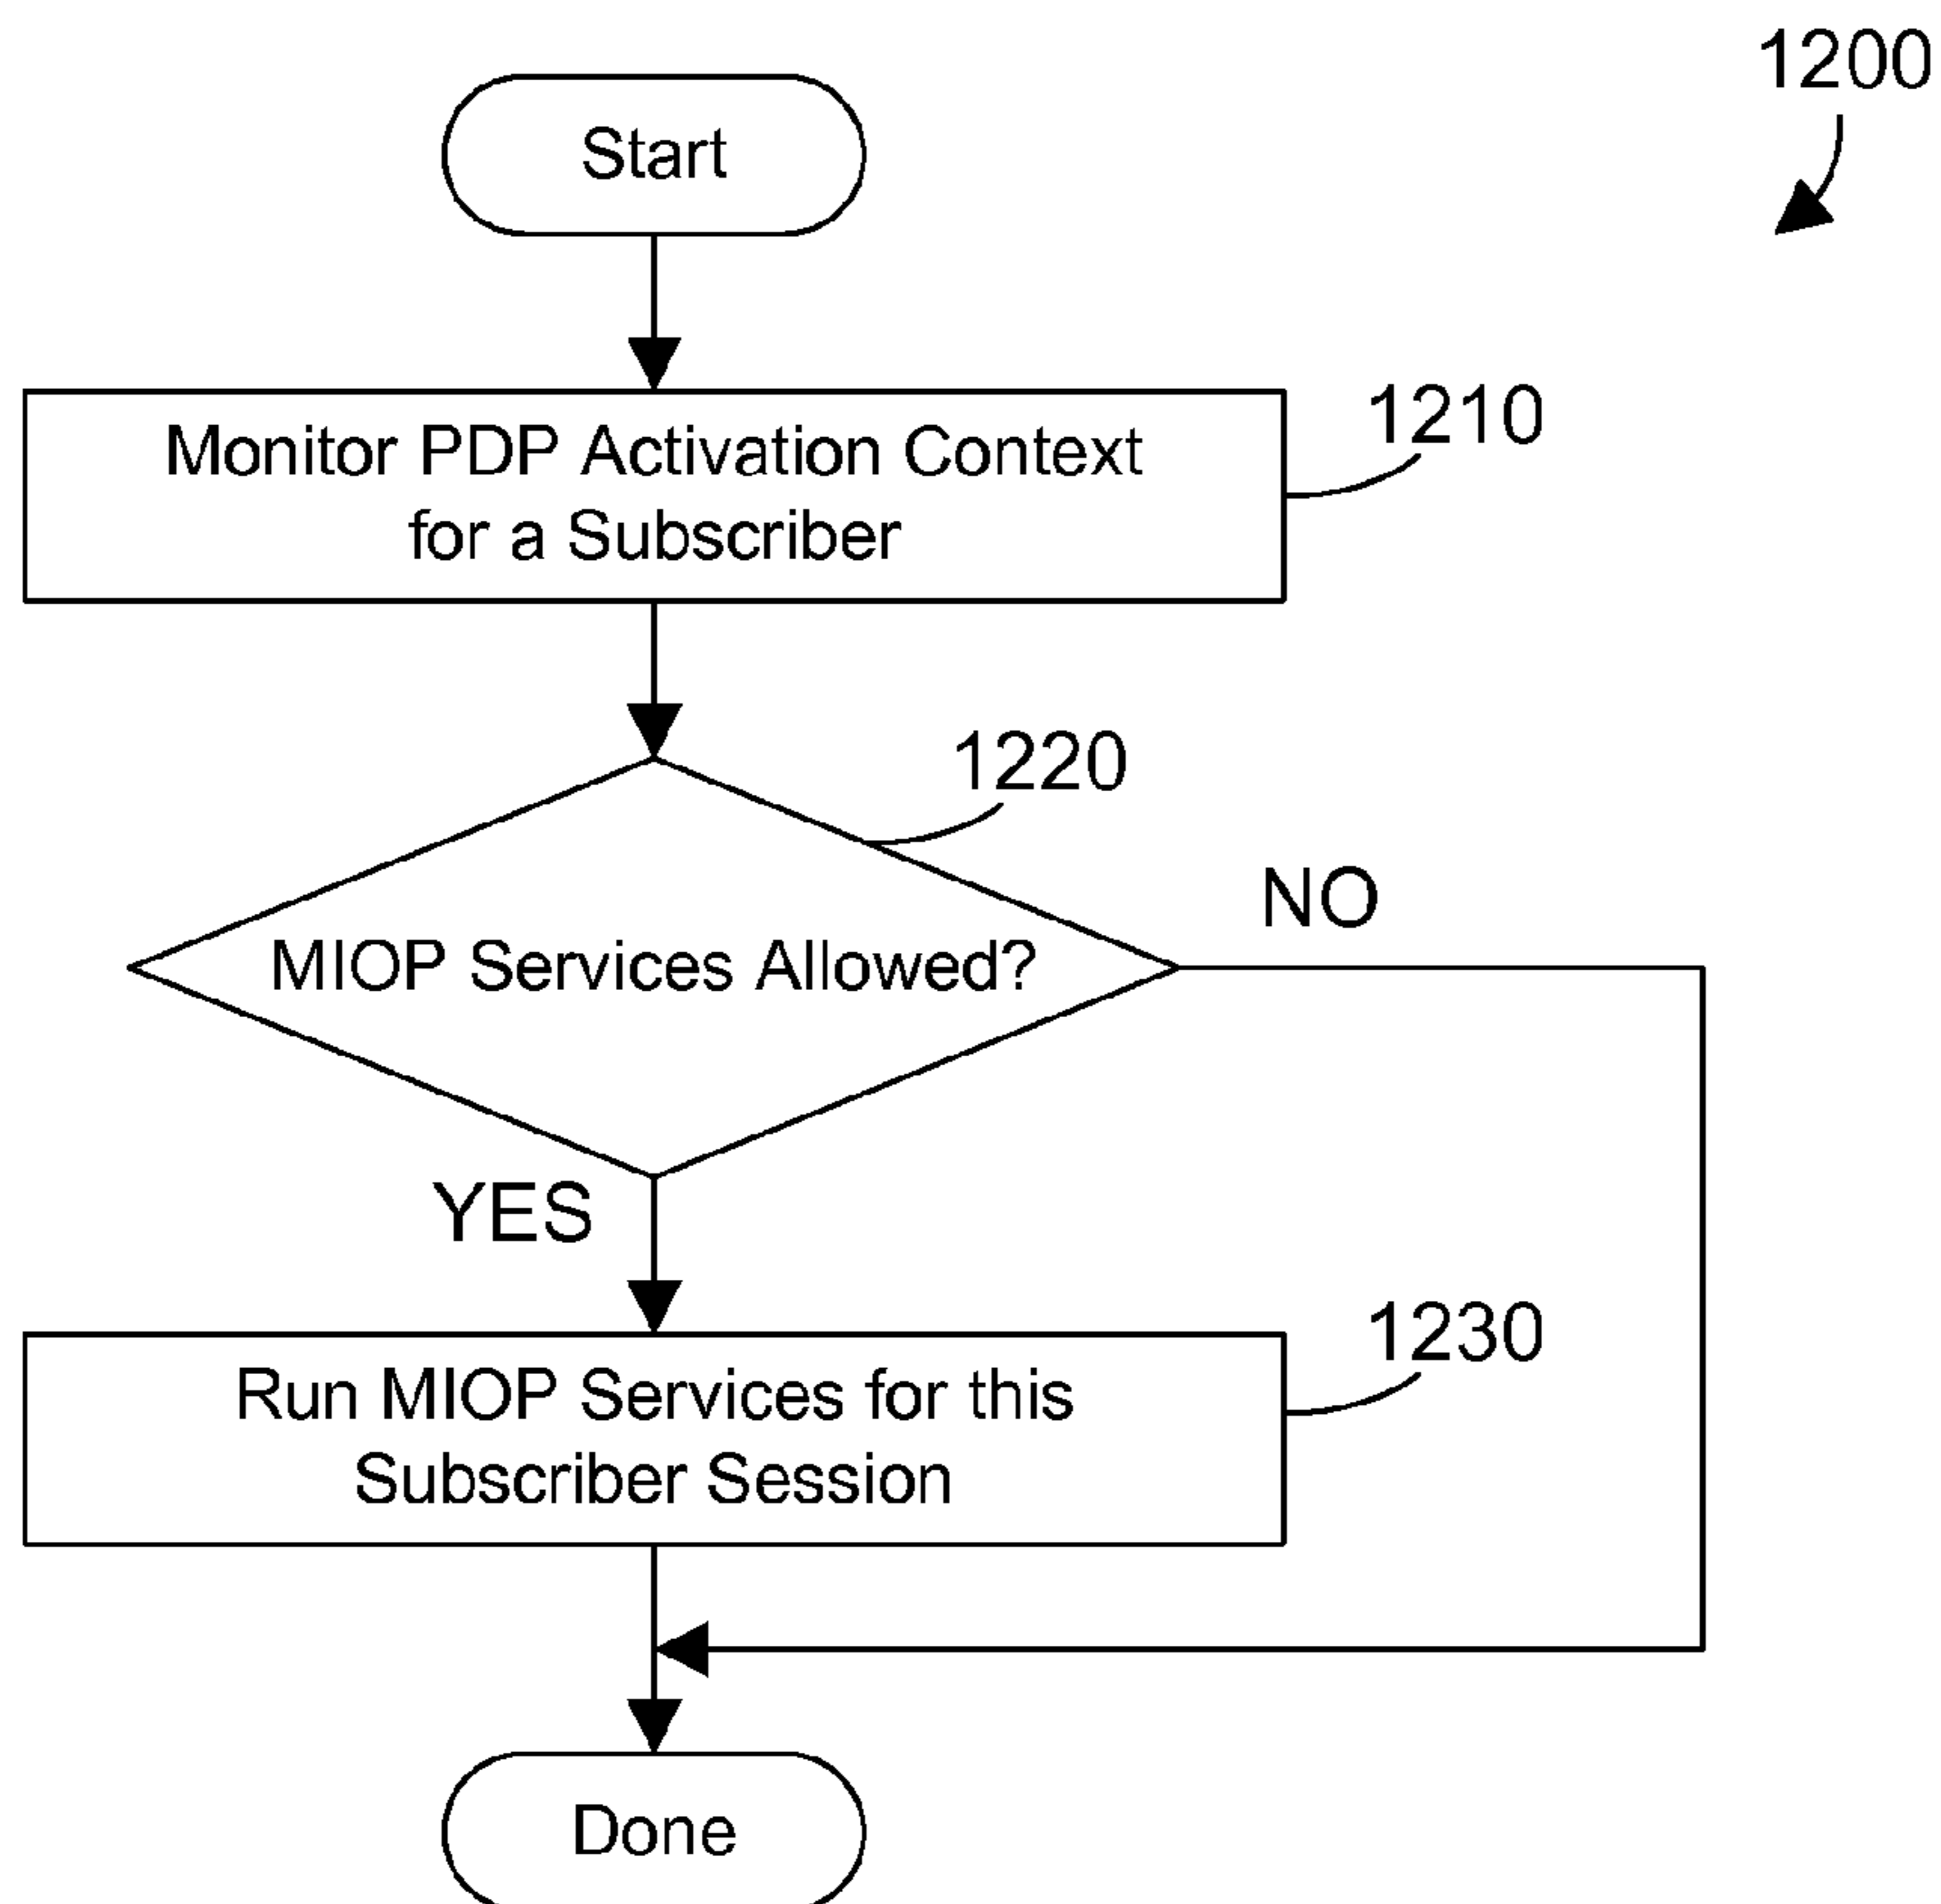 1200
Start
Monitor PDP Activation Context
for a Subscriber
1210
1220
MIOP Services Allowed?
NO
YES
Run MIOP Services for this
Subscriber Session
1230
Done